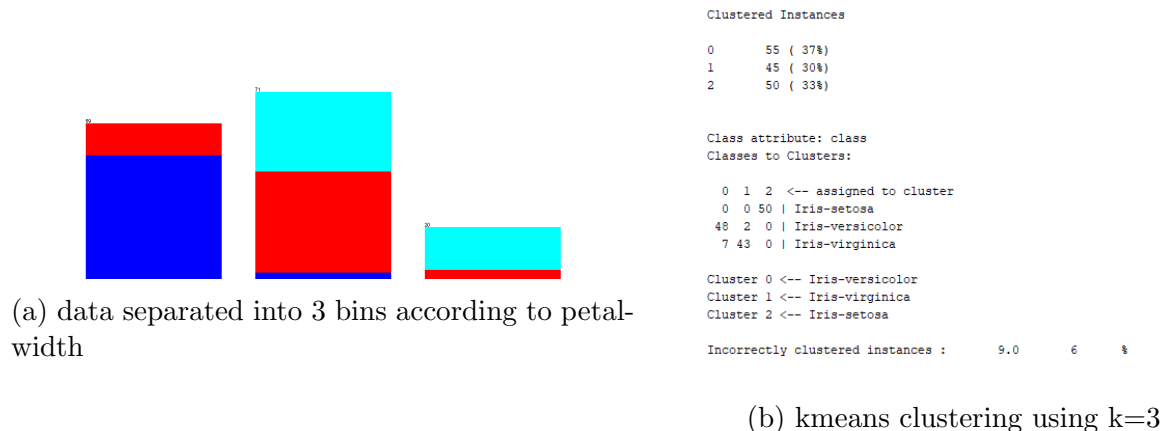 59
71
20
(a) data separated into 3 bins according to petal-
width
Clustered Instances
0 55 ( 37%)
1 45 ( 30%)
2 50 ( 33%)
Class attribute: class
Classes to Clusters:
0 1 2 <-- assigned to cluster
0 0 50 | Iris-setosa
48 2 0 | Iris-versicolor
7 43 0 | Iris-virginica
Cluster 0 <-- Iris-versicolor
Cluster 1 <-- Iris-virginica
Cluster 2 <-- Iris-setosa
Incorrectly clustered instances : 9.0 6 %
(b) kmeans clustering using k=3